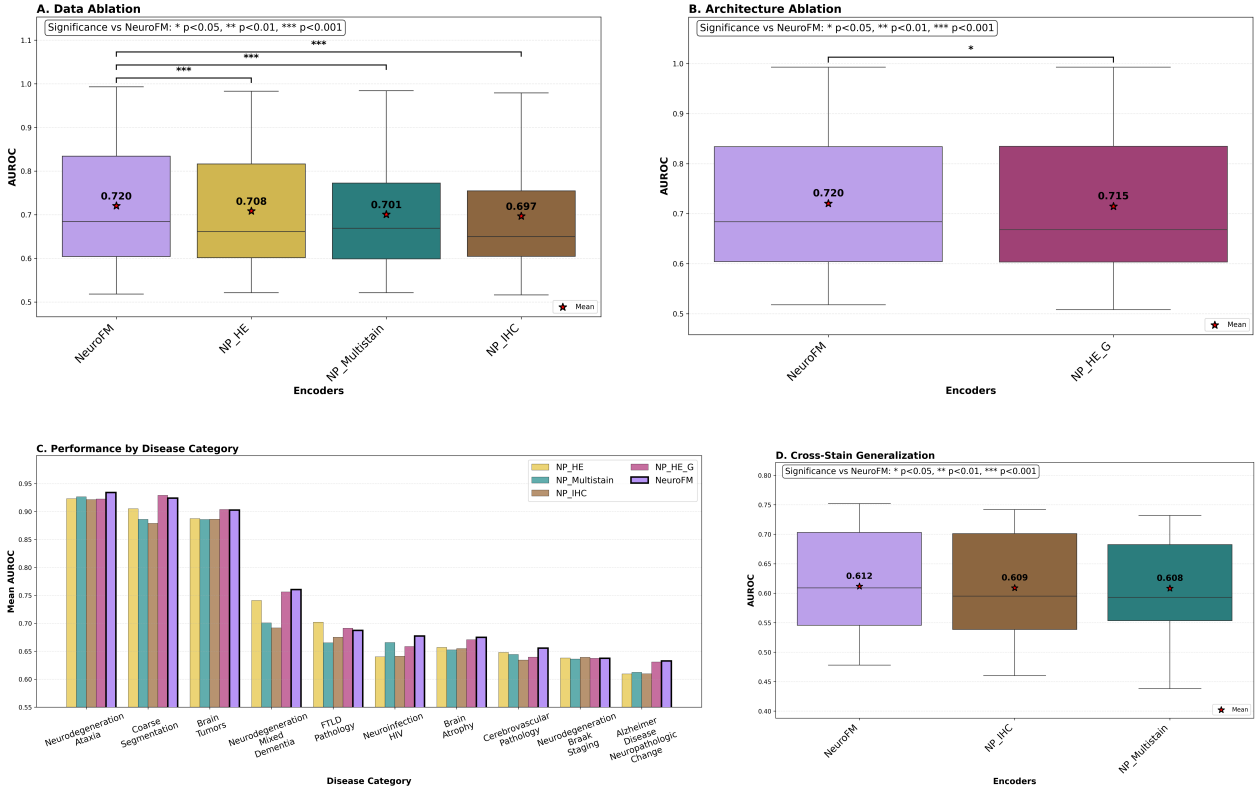 A. Data Ablation
Significance vs NeuroFM: * p<0.05, ** p<0.01, *** p<0.001
1.1
1.0
0.9
0.8
0.7
0.6
0.5
AUROC
***
***
***
0.720
0.708
0.701
0.697
Mean
NeuroFM
NP_HE
NP_Multistain
NP_IHC
Encoders
B. Architecture Ablation
Significance vs NeuroFM: * p<0.05, ** p<0.01, *** p<0.001
1.0
0.9
0.8
0.7
0.6
0.5
AUROC
*
0.720
0.715
Mean
NeuroFM
NP_HE_G
Encoders
C. Performance by Disease Category
NP_HE
NP_Multistain
NP_IHC
NP_HE_G
NeuroFM
0.95
0.90
0.85
0.80
0.75
0.70
0.65
0.60
0.55
Mean AUROC
Neurodegeneration
Ataxia
Coarse
Segmentation
Brain
Tumors
Neurodegeneration
Mixed
Dementia
FTLD
Pathology
Neuroinfection
HIV
Brain
Atrophy
Cerebrovascular
Pathology
Neurodegeneration
Braak
Staging
Alzheimer
Disease
Neuropathologic
Change
Disease Category
D. Cross-Stain Generalization
Significance vs NeuroFM: * p<0.05, ** p<0.01, *** p<0.001
0.80
0.75
0.70
0.65
0.60
0.55
0.50
0.45
0.40
AUROC
0.612
0.609
0.608
Mean
NeuroFM
NP_IHC
NP_Multistain
Encoders